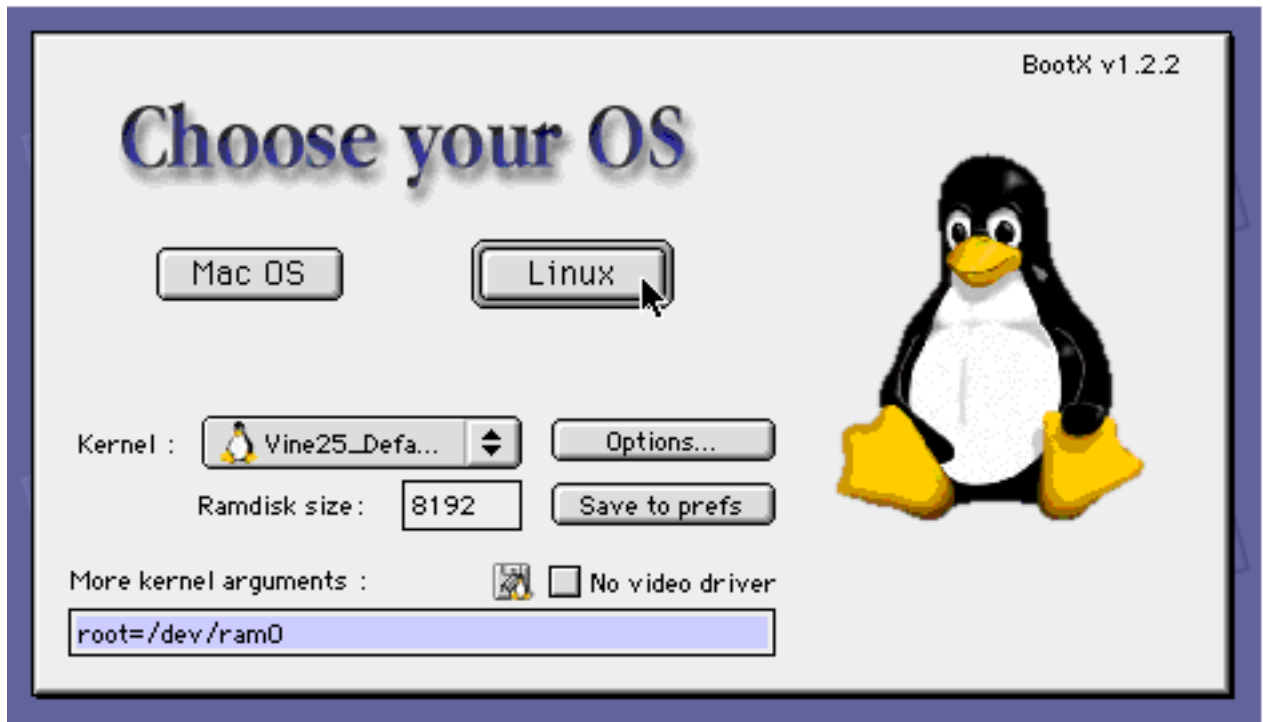 BootX v1.2.2
Choose your OS
Mac OS Linux
Kernel : Vine25_Defa... Options...
Ramdisk size: 8192 Save to prefs
More kernel arguments : No video driver
root=/dev/ram0